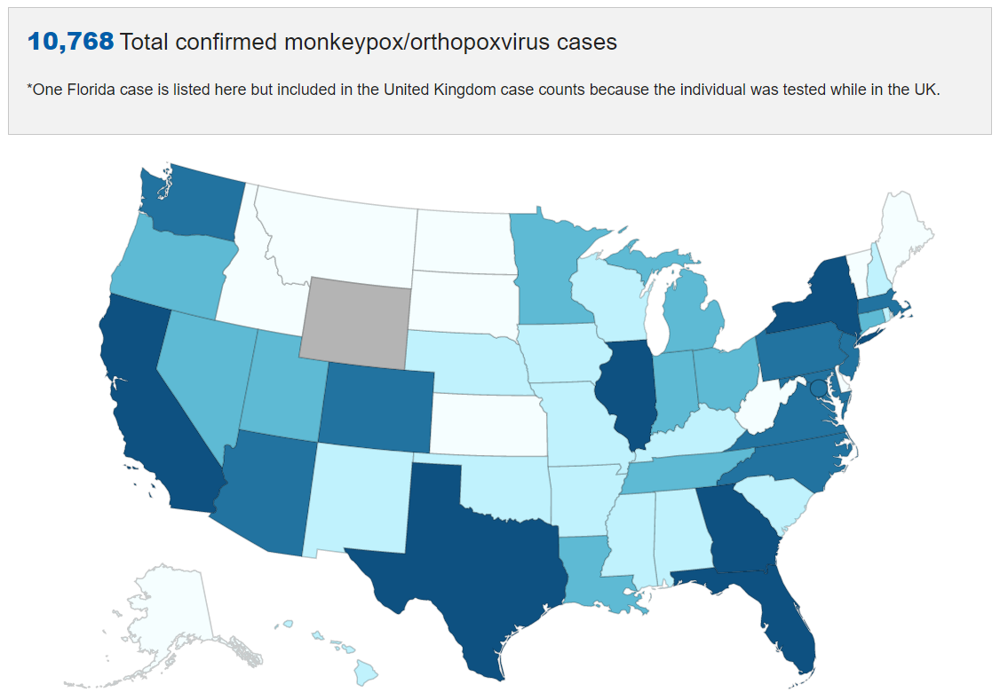 10,768 Total confirmed monkeypox/orthopoxvirus cases
*One Florida case is listed here but included in the United Kingdom case counts because the individual was tested while in the UK.